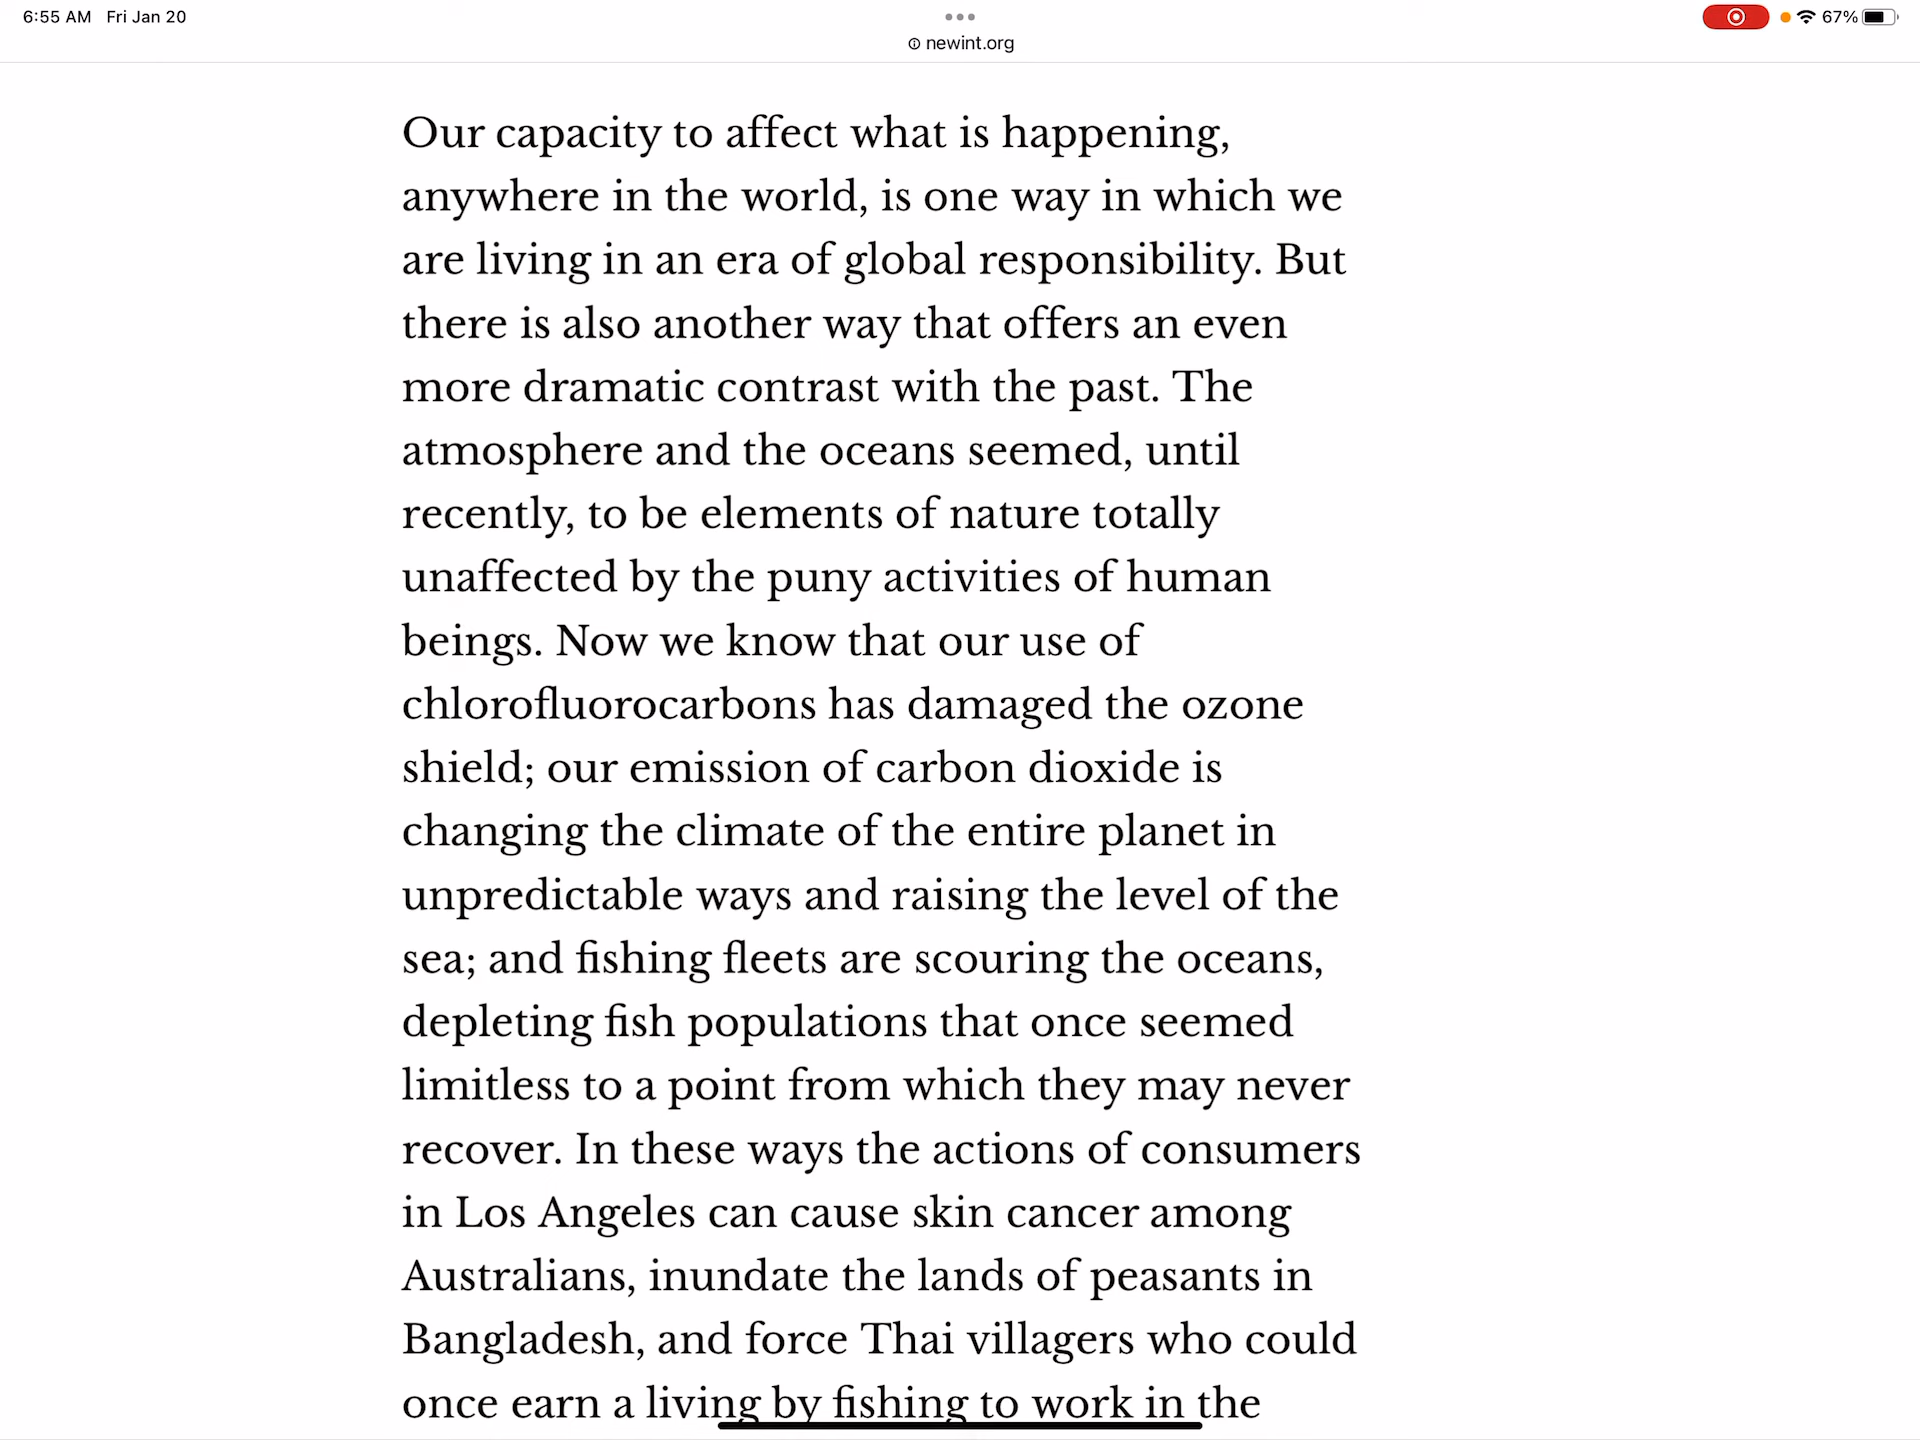 6:55 AM Fri Jan 20
67%
newint.org
Our capacity to affect what is happening,
anywhere in the world, is one way in which we
are living in an era of global responsibility. But
there is also another way that offers an even
more dramatic contrast with the past. The
atmosphere and the oceans seemed, until
recently, to be elements of nature totally
unaffected by the puny activities of human
beings. Now we know that our use of
chlorofluorocarbons has damaged the ozone
shield; our emission of carbon dioxide is
changing the climate of the entire planet in
unpredictable ways and raising the level of the
sea; and fishing fleets are scouring the oceans,
depleting fish populations that once seemed
limitless to a point from which they may never
recover. In these ways the actions of consumers
in Los Angeles can cause skin cancer among
Australians, inundate the lands of peasants in
Bangladesh, and force Thai villagers who could
once earn a living by fishing to work in the